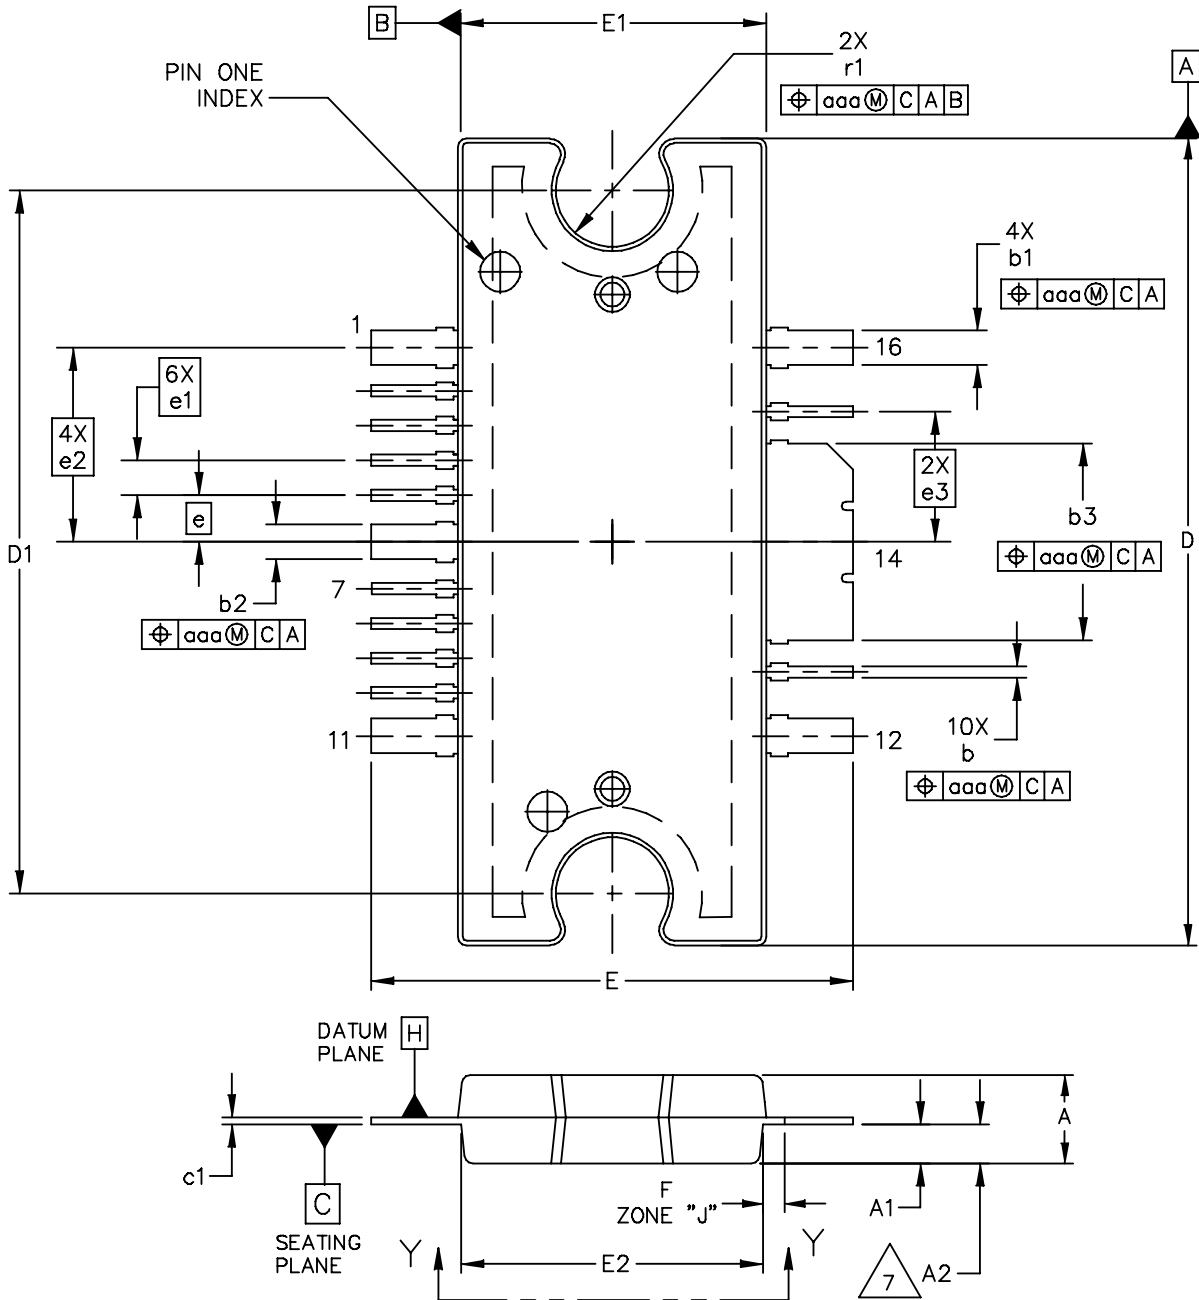 B
E1
2X
r1
⌖ aaa Ⓜ C A B
A
PIN ONE
INDEX
4X
b1
⌖ aaa Ⓜ C A
1
16
6X
e1
4X
e2
2X
e3
e
b3
⌖ aaa Ⓜ C A
D1
14
D
7
b2
⌖ aaa Ⓜ C A
11
12
10X
b
⌖ aaa Ⓜ C A
E
DATUM
PLANE
H
A
c1
C
SEATING
PLANE
F
ZONE "J"
A1
Y
Y
E2
7
A2